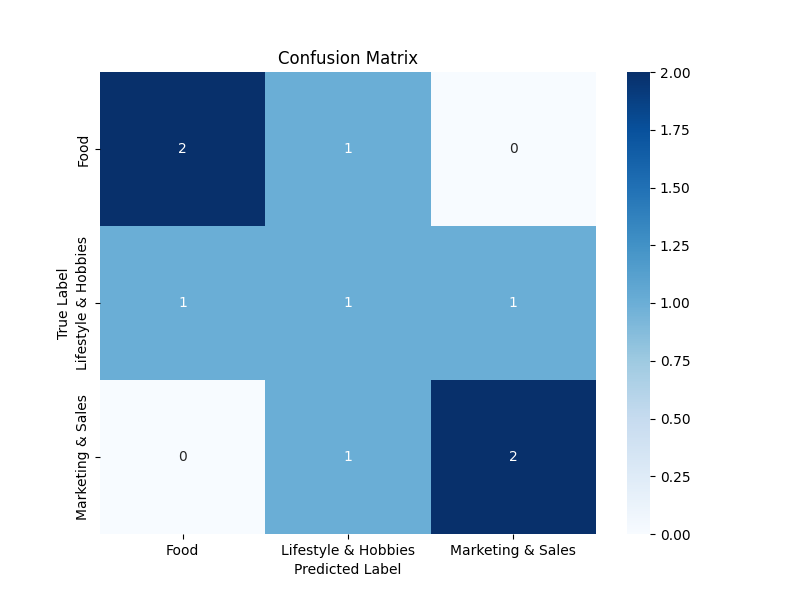 Confusion Matrix
True Label
Food
Lifestyle & Hobbies
Marketing & Sales
2 1 0
1 1 1
0 1 2
Food Lifestyle & Hobbies Marketing & Sales
Predicted Label
2.00
1.75
1.50
1.25
1.00
0.75
0.50
0.25
0.00